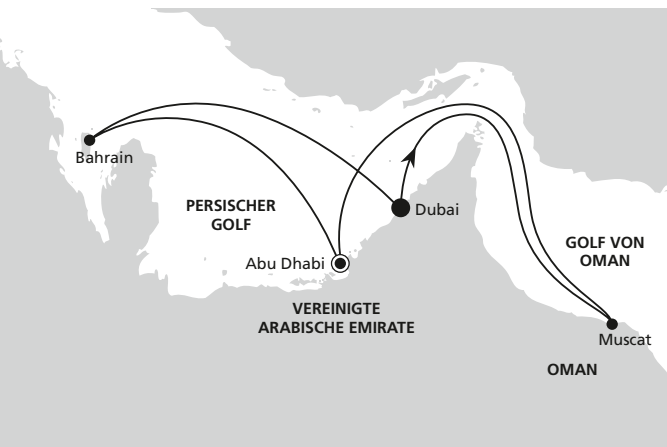 Bahrain
PERSISCHER
GOLF
Dubai
Abu Dhabi
GOLF VON
OMAN
VEREINIGTE
ARABISCHE EMIRATE
Muscat
OMAN